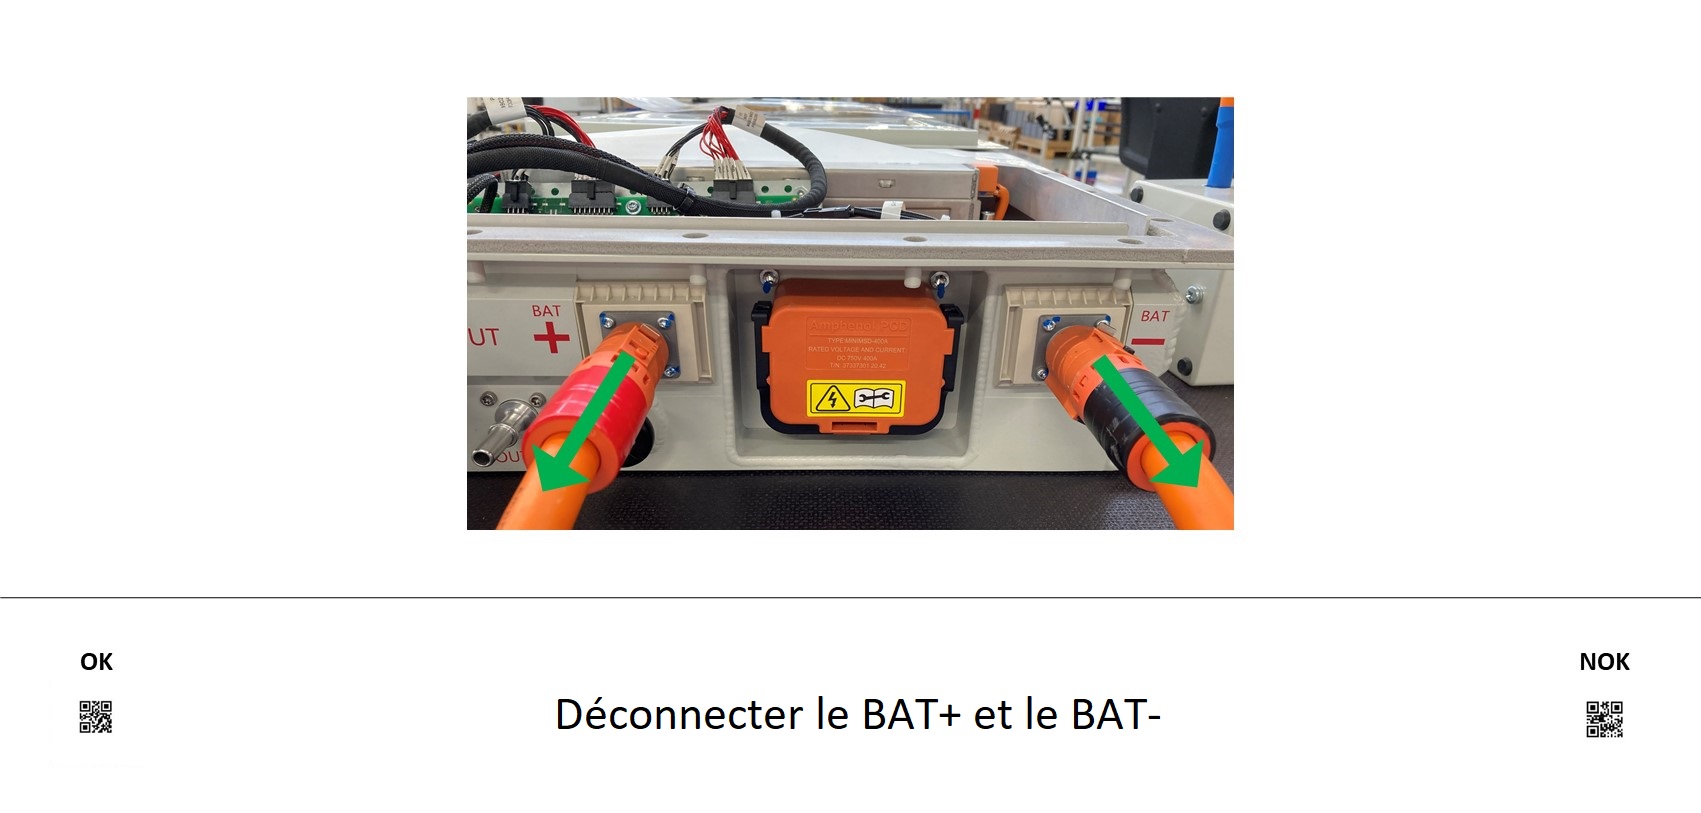 UT
BAT
+
Amphenol PCD
TYPE MINIMSD-400A
RATED VOLTAGE AND CURRENT
DC 750V 400A
BAT
-
OUT
OK
NOK
Déconnecter le BAT+ et le BAT-